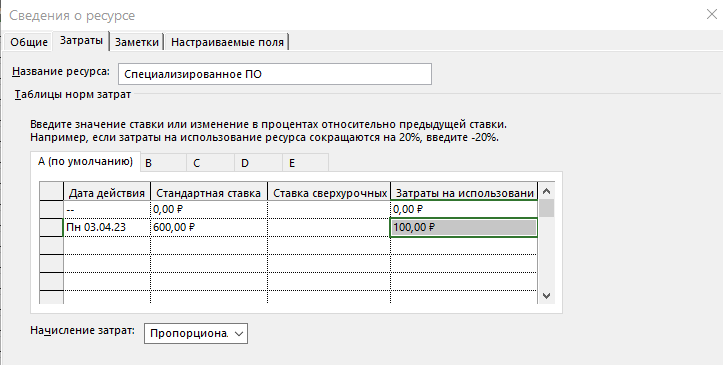 Сведения о ресурсе
Общие Затраты Заметки Настраиваемые поля
Название ресурса: Специализированное ПО
Таблицы норм затрат
Введите значение ставки или изменение в процентах относительно предыдущей ставки.
Например, если затраты на использование ресурса сокращаются на 20%, введите -20%.
A (по умолчанию) B C D E
Дата действия Стандартная ставка Ставка сверхурочных Затраты на использовани
-- 0,00 ₽ 0,00 ₽
Пн 03.04.23 600,00 ₽ 100,00 ₽
Начисление затрат: Пропорциона.